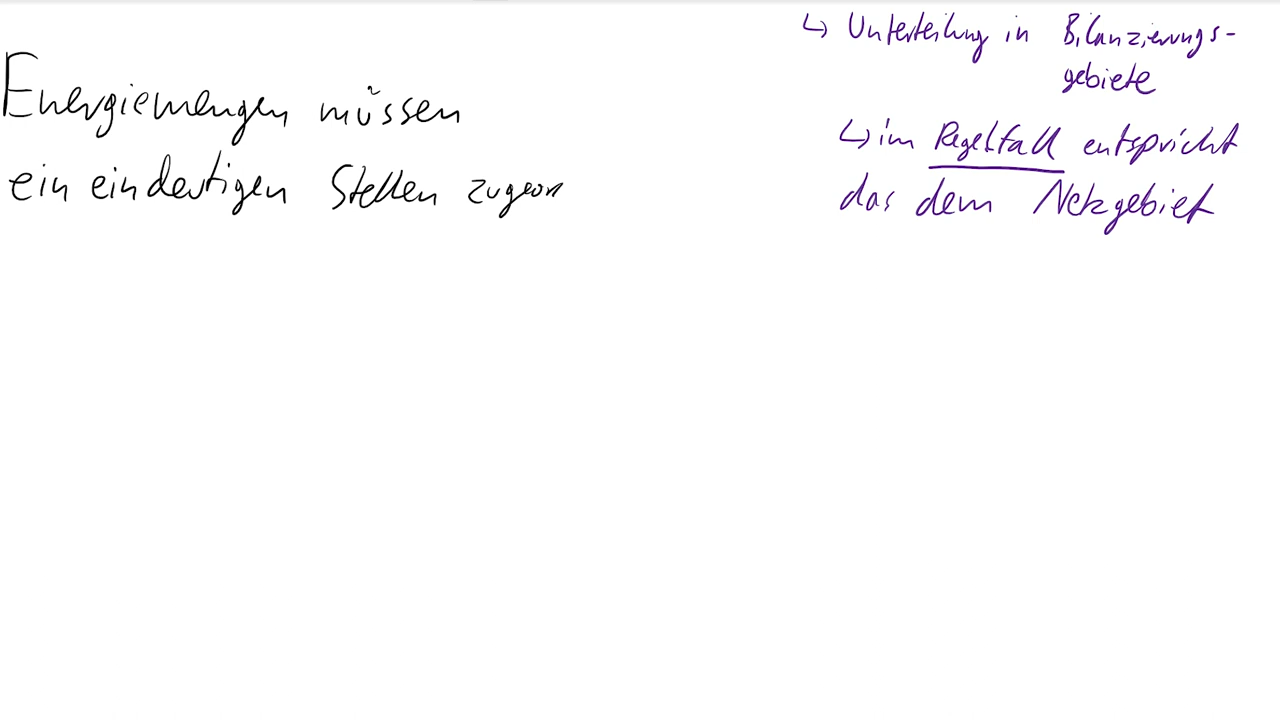 Energiemengen müssen
ein eindeutigen Stellen zugeor
↳ Unterteilung in Bilanzierungs-
gebiete
↳ im Regelfall entspricht
das dem Netzgebiet